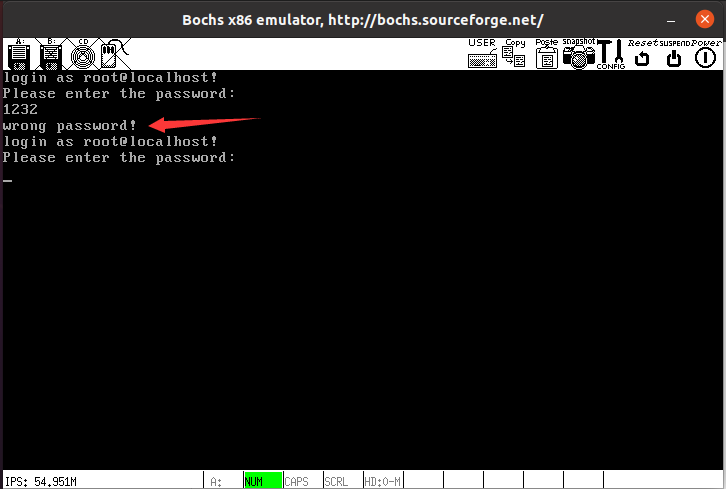 Bochs x86 emulator, http://bochs.sourceforge.net/
A: B: CD USER Copy Paste snapshot CONFIG Reset SUSPEND Power
login as root@localhost!
Please enter the password:
1232
wrong password!
login as root@localhost!
Please enter the password:
_
IPS: 54.951M A: NUM CAPS SCRL HD:0-M